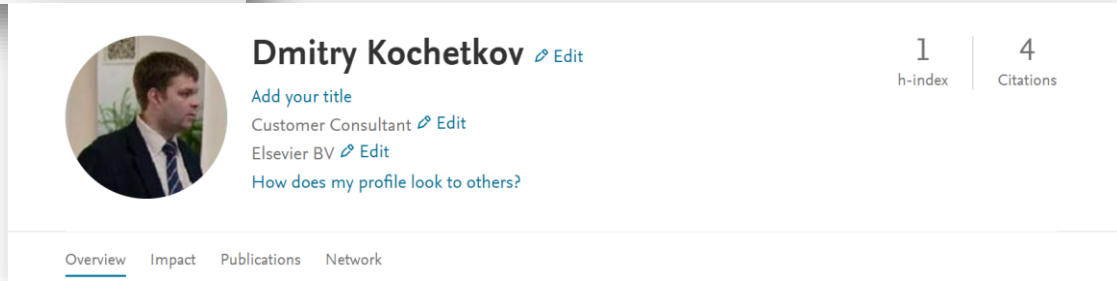 Dmitry Kochetkov Edit
Add your title
Customer Consultant Edit
Elsevier BV Edit
How does my profile look to others?
1 4
h-index Citations
Overview Impact Publications Network